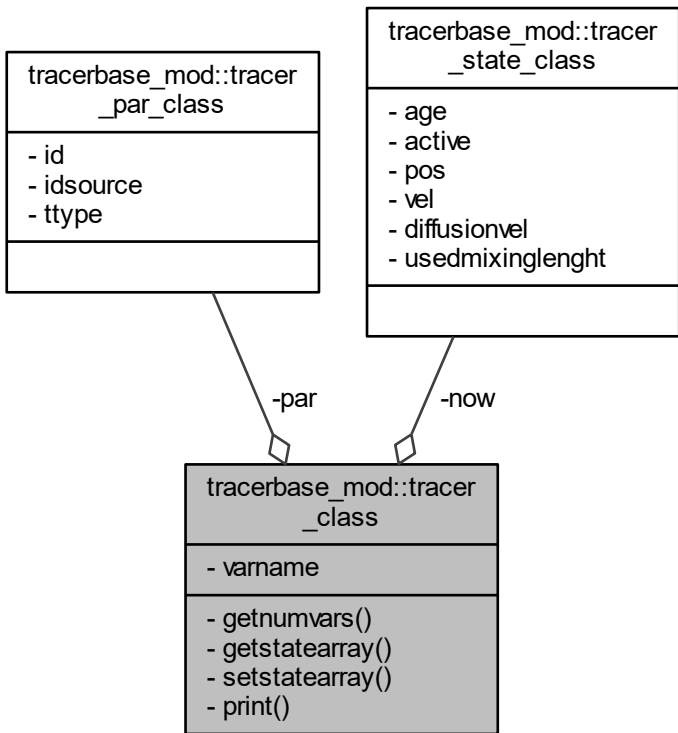 tracerbase_mod::tracer
_par_class
- id
- idsource
- ttype
tracerbase_mod::tracer
_state_class
- age
- active
- pos
- vel
- diffusionvel
- usedmixinglenght
-par
-now
tracerbase_mod::tracer
_class
- varname
- getnumvars()
- getstatearray()
- setstatearray()
- print()